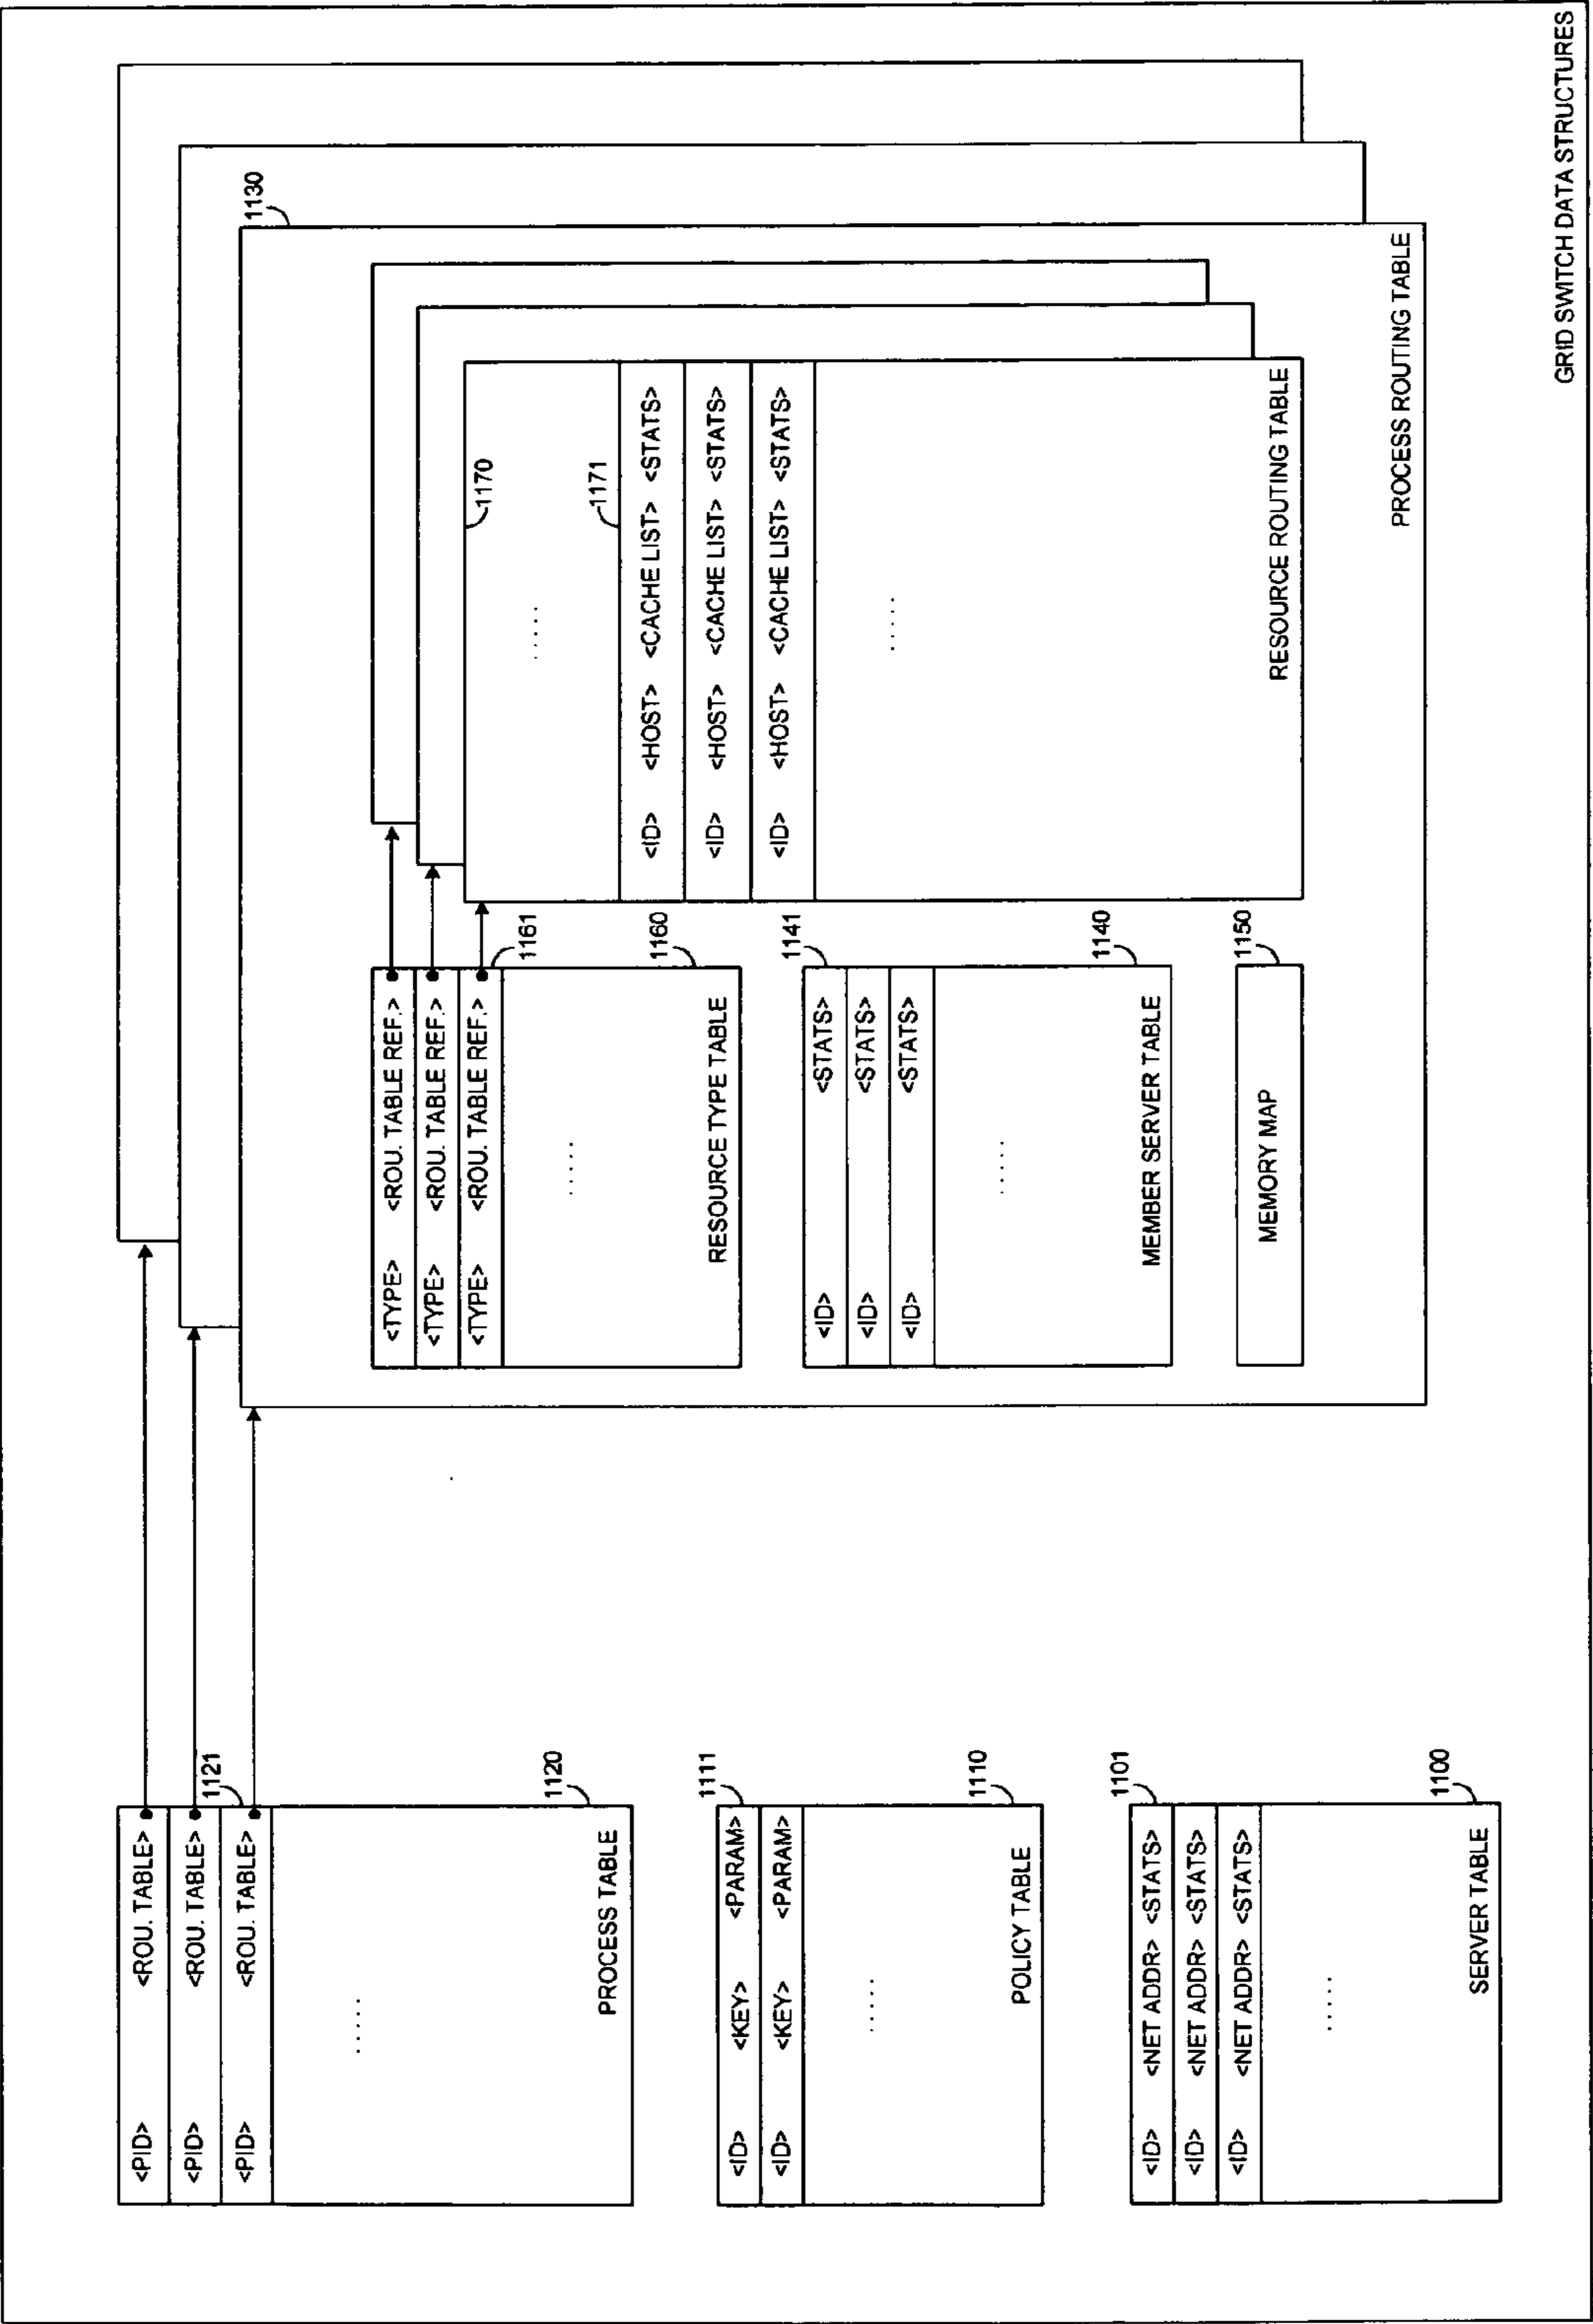 <PID> <ROU. TABLE>
<PID> <ROU. TABLE>
1121
<PID> <ROU. TABLE>
.....
1120
PROCESS TABLE
1111
<ID> <KEY> <PARAM>
<ID> <KEY> <PARAM>
.....
1110
POLICY TABLE
1101
<ID> <NET ADDR> <STATS>
<ID> <NET ADDR> <STATS>
<ID> <NET ADDR> <STATS>
.....
1100
SERVER TABLE
1130
<TYPE> <ROU. TABLE REF.>
<TYPE> <ROU. TABLE REF.>
<TYPE> <ROU. TABLE REF.>
1161
.....
1160
RESOURCE TYPE TABLE
1141
<ID> <STATS>
<ID> <STATS>
<ID> <STATS>
.....
1140
MEMBER SERVER TABLE
1150
MEMORY MAP
1170
.....
1171
<ID> <HOST> <CACHE LIST> <STATS>
<ID> <HOST> <CACHE LIST> <STATS>
<ID> <HOST> <CACHE LIST> <STATS>
.....
RESOURCE ROUTING TABLE
PROCESS ROUTING TABLE
GRID SWITCH DATA STRUCTURES